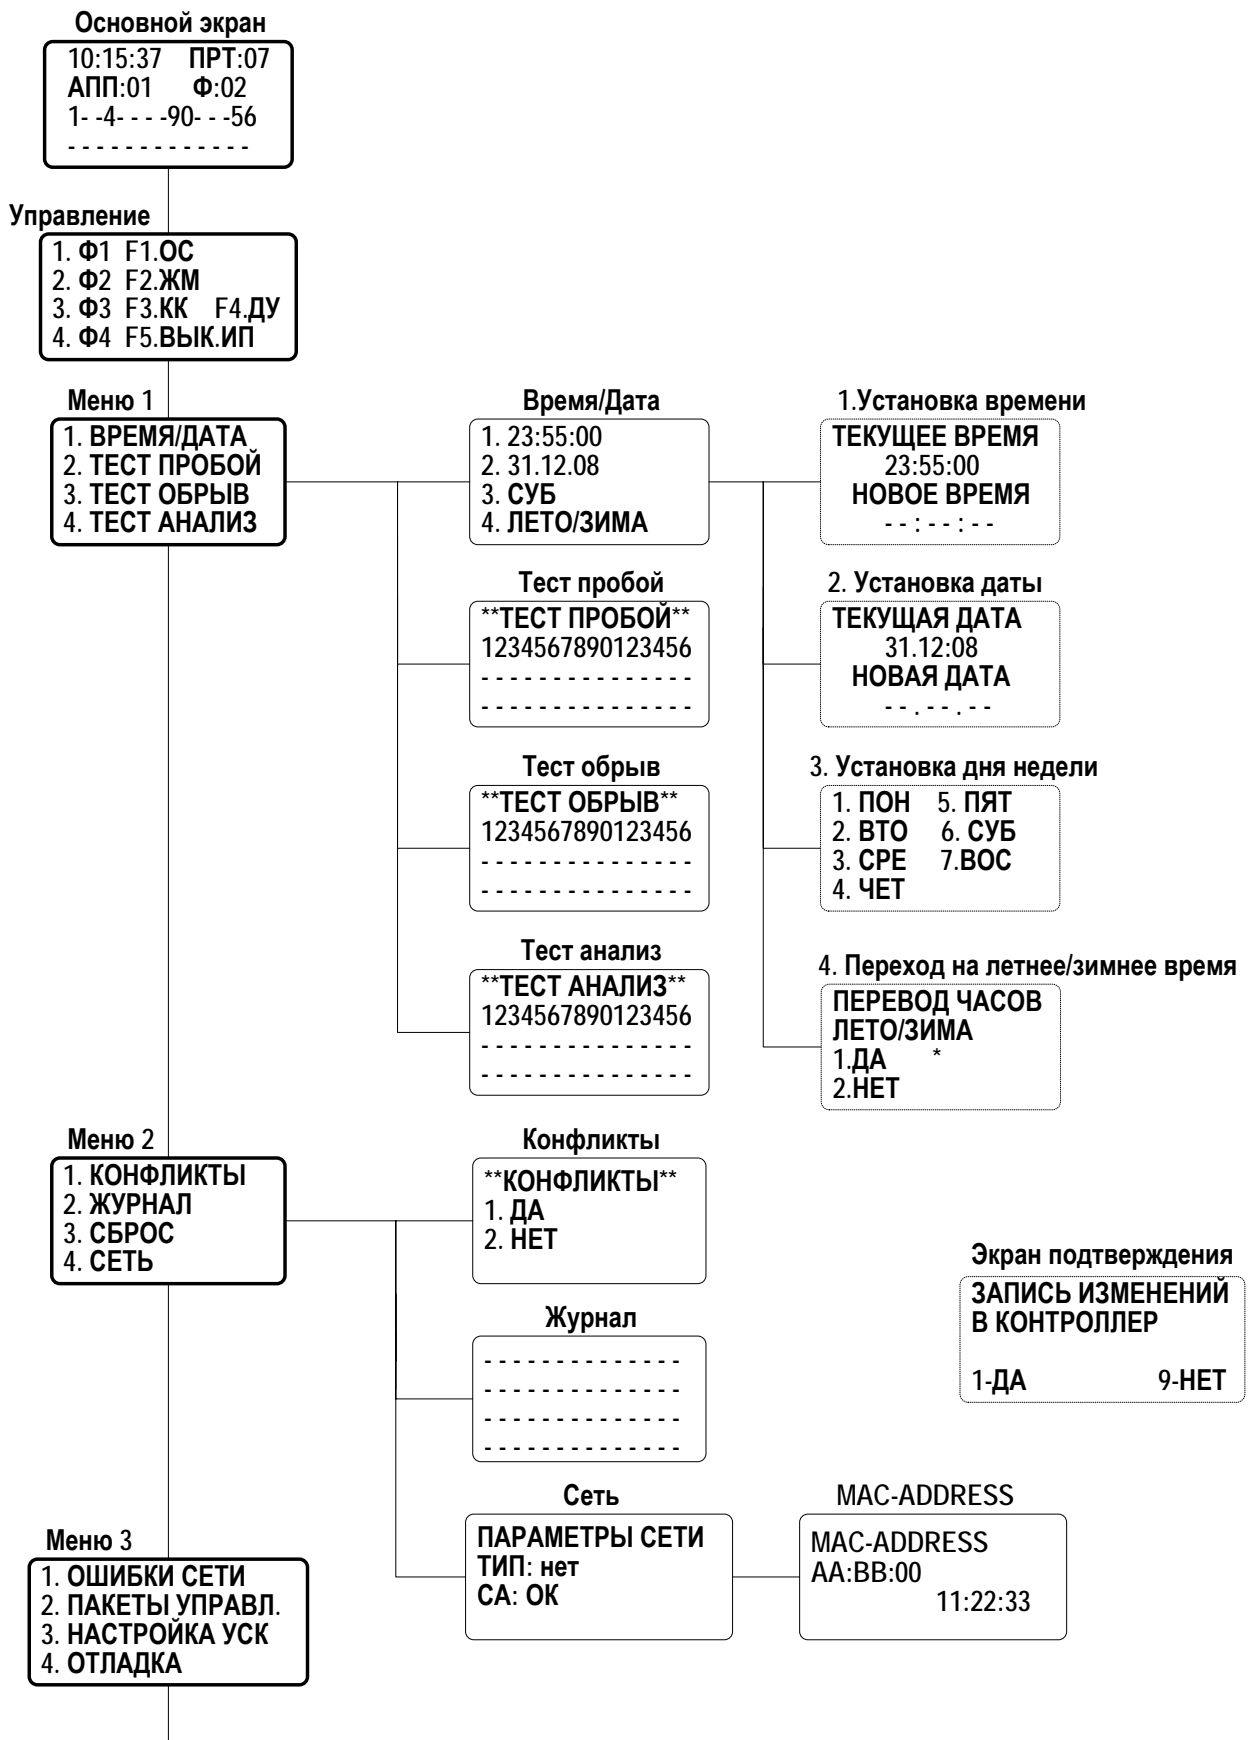 Основной экран
10:15:37 ПРТ:07
АПП:01 Ф:02
1- -4- - - -90- - -56
- - - - - - - - - - - - -
Управление
1. Ф1 F1.ОС
2. Ф2 F2.ЖМ
3. Ф3 F3.КК F4.ДУ
4. Ф4 F5.ВЫК.ИП
Меню 1
1. ВРЕМЯ/ДАТА
2. ТЕСТ ПРОБОЙ
3. ТЕСТ ОБРЫВ
4. ТЕСТ АНАЛИЗ
Время/Дата
1. 23:55:00
2. 31.12.08
3. СУБ
4. ЛЕТО/ЗИМА
1.Установка времени
ТЕКУЩЕЕ ВРЕМЯ
23:55:00
НОВОЕ ВРЕМЯ
- - : - - : - -
Тест пробой
**ТЕСТ ПРОБОЙ**
1234567890123456
- - - - - - - - - - - - - - -
- - - - - - - - - - - - - - -
2. Установка даты
ТЕКУЩАЯ ДАТА
31.12:08
НОВАЯ ДАТА
- - . - - . - -
Тест обрыв
**ТЕСТ ОБРЫВ**
1234567890123456
- - - - - - - - - - - - - - -
- - - - - - - - - - - - - - -
3. Установка дня недели
1. ПОН 5. ПЯТ
2. ВТО 6. СУБ
3. СРЕ 7.ВОС
4. ЧЕТ
Тест анализ
**ТЕСТ АНАЛИЗ**
1234567890123456
- - - - - - - - - - - - - - -
- - - - - - - - - - - - - - -
4. Переход на летнее/зимнее время
ПЕРЕВОД ЧАСОВ
ЛЕТО/ЗИМА
1.ДА *
2.НЕТ
Меню 2
1. КОНФЛИКТЫ
2. ЖУРНАЛ
3. СБРОС
4. СЕТЬ
Конфликты
**КОНФЛИКТЫ**
1. ДА
2. НЕТ
Экран подтверждения
ЗАПИСЬ ИЗМЕНЕНИЙ
В КОНТРОЛЛЕР
1-ДА 9-НЕТ
Журнал
- - - - - - - - - - - - - -
- - - - - - - - - - - - - -
- - - - - - - - - - - - - -
- - - - - - - - - - - - - -
Сеть
ПАРАМЕТРЫ СЕТИ
ТИП: нет
СА: ОК
MAC-ADDRESS
MAC-ADDRESS
AA:BB:00
11:22:33
Меню 3
1. ОШИБКИ СЕТИ
2. ПАКЕТЫ УПРАВЛ.
3. НАСТРОЙКА УСК
4. ОТЛАДКА